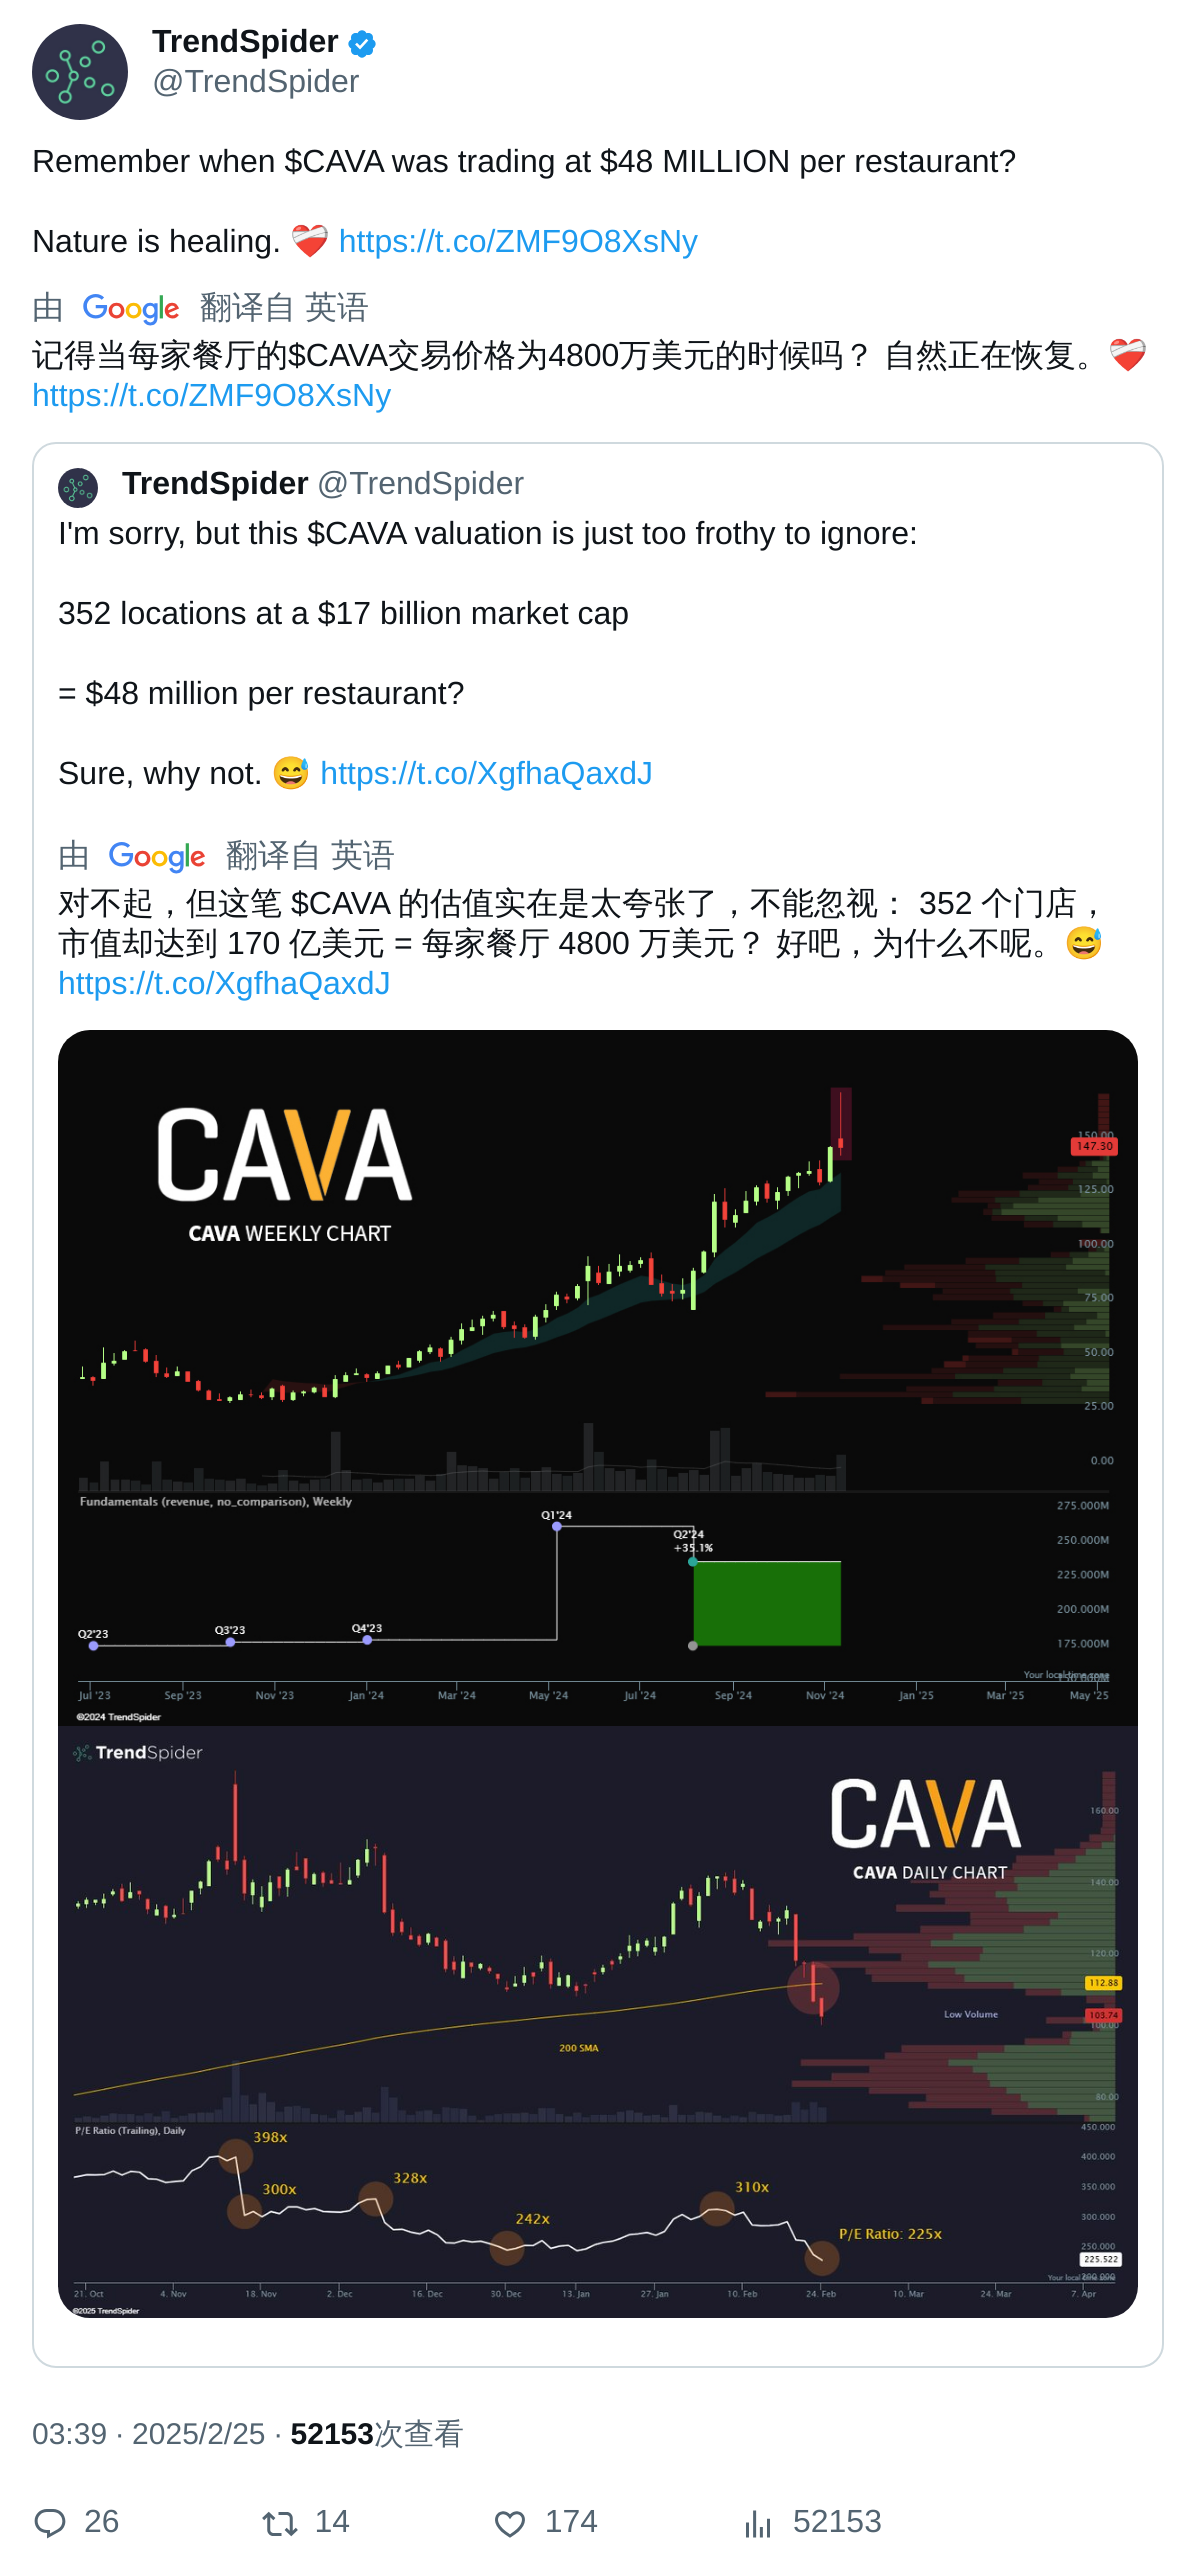 TrendSpider
@TrendSpider
Remember when $CAVA was trading at $48 MILLION per restaurant?
Nature is healing. ❤️‍🩹 https://t.co/ZMF9O8XsNy
由 Google 翻译自 英语
记得当每家餐厅的$CAVA交易价格为4800万美元的时候吗？ 自然正在恢复。❤️‍🩹
https://t.co/ZMF9O8XsNy
TrendSpider @TrendSpider
I'm sorry, but this $CAVA valuation is just too frothy to ignore:
352 locations at a $17 billion market cap
= $48 million per restaurant?
Sure, why not. 😅 https://t.co/XgfhaQaxdJ
由 Google 翻译自 英语
对不起，但这笔 $CAVA 的估值实在是太夸张了，不能忽视： 352 个门店，
市值却达到 170 亿美元 = 每家餐厅 4800 万美元？ 好吧，为什么不呢。😅
https://t.co/XgfhaQaxdJ
CAVA
CAVA WEEKLY CHART
150.00
147.30
125.00
100.00
75.00
50.00
25.00
0.00
Fundamentals (revenue, no_comparison), Weekly
275.000M
Q1'24
Q2'24
+35.1%
250.000M
225.000M
200.000M
Q2'23
Q3'23
Q4'23
175.000M
Your local time zone
150.000M
Jul '23 Sep '23 Nov '23 Jan '24 Mar '24 May '24 Jul '24 Sep '24 Nov '24 Jan '25 Mar '25 May '25
©2024 TrendSpider
TrendSpider
CAVA
CAVA DAILY CHART
160.00
140.00
120.00
112.88
Low Volume
103.74
100.00
200 SMA
80.00
P/E Ratio (Trailing), Daily
450.000
398x
400.000
328x
300x
310x
350.000
300.000
242x
P/E Ratio: 225x
250.000
225.522
Your local time zone
200.000
21. Oct 4. Nov 18. Nov 2. Dec 16. Dec 30. Dec 13. Jan 27. Jan 10. Feb 24. Feb 10. Mar 24. Mar 7. Apr
©2025 TrendSpider
03:39 · 2025/2/25 · 52153次查看
26 14 174 52153